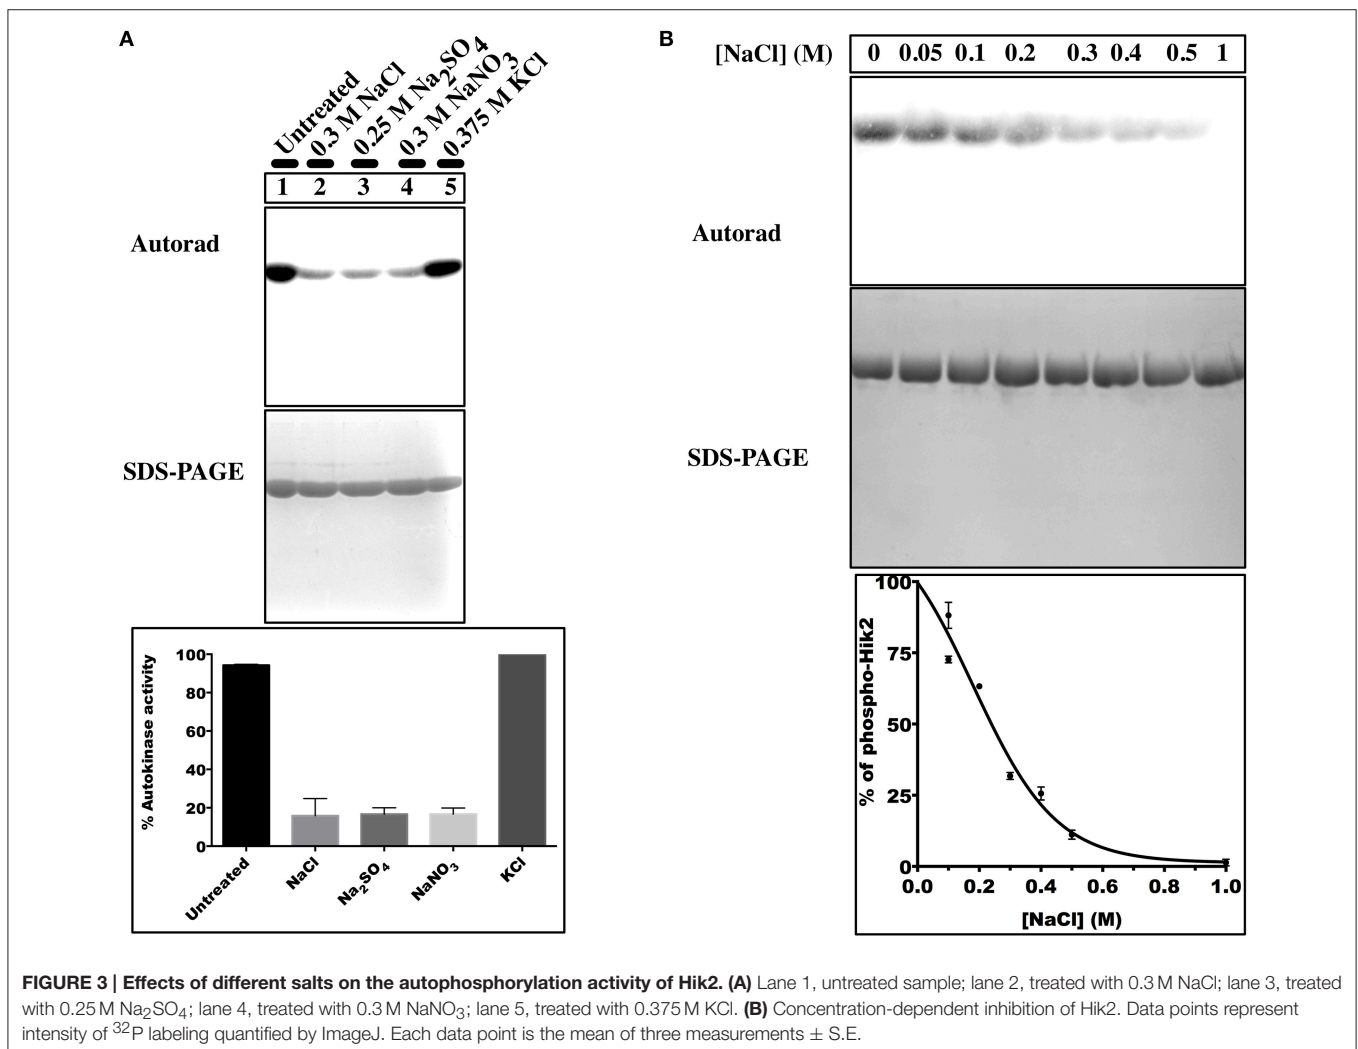 A
Untreated
0.3 M NaCl
0.25 M Na2SO4
0.3 M NaNO3
0.375 M KCl
1 2 3 4 5
Autorad
SDS-PAGE
% Autokinase activity
100
80
60
40
20
0
Untreated
NaCl
Na2SO4
NaNO3
KCl
B
[NaCl] (M) 0 0.05 0.1 0.2 0.3 0.4 0.5 1
Autorad
SDS-PAGE
% of phospho-Hik2
100
75
50
25
0
0.0 0.2 0.4 0.6 0.8 1.0
[NaCl] (M)
FIGURE 3 | Effects of different salts on the autophosphorylation activity of Hik2. (A) Lane 1, untreated sample; lane 2, treated with 0.3 M NaCl; lane 3, treated
with 0.25 M Na2SO4; lane 4, treated with 0.3 M NaNO3; lane 5, treated with 0.375 M KCl. (B) Concentration-dependent inhibition of Hik2. Data points represent
intensity of 32P labeling quantified by ImageJ. Each data point is the mean of three measurements ± S.E.